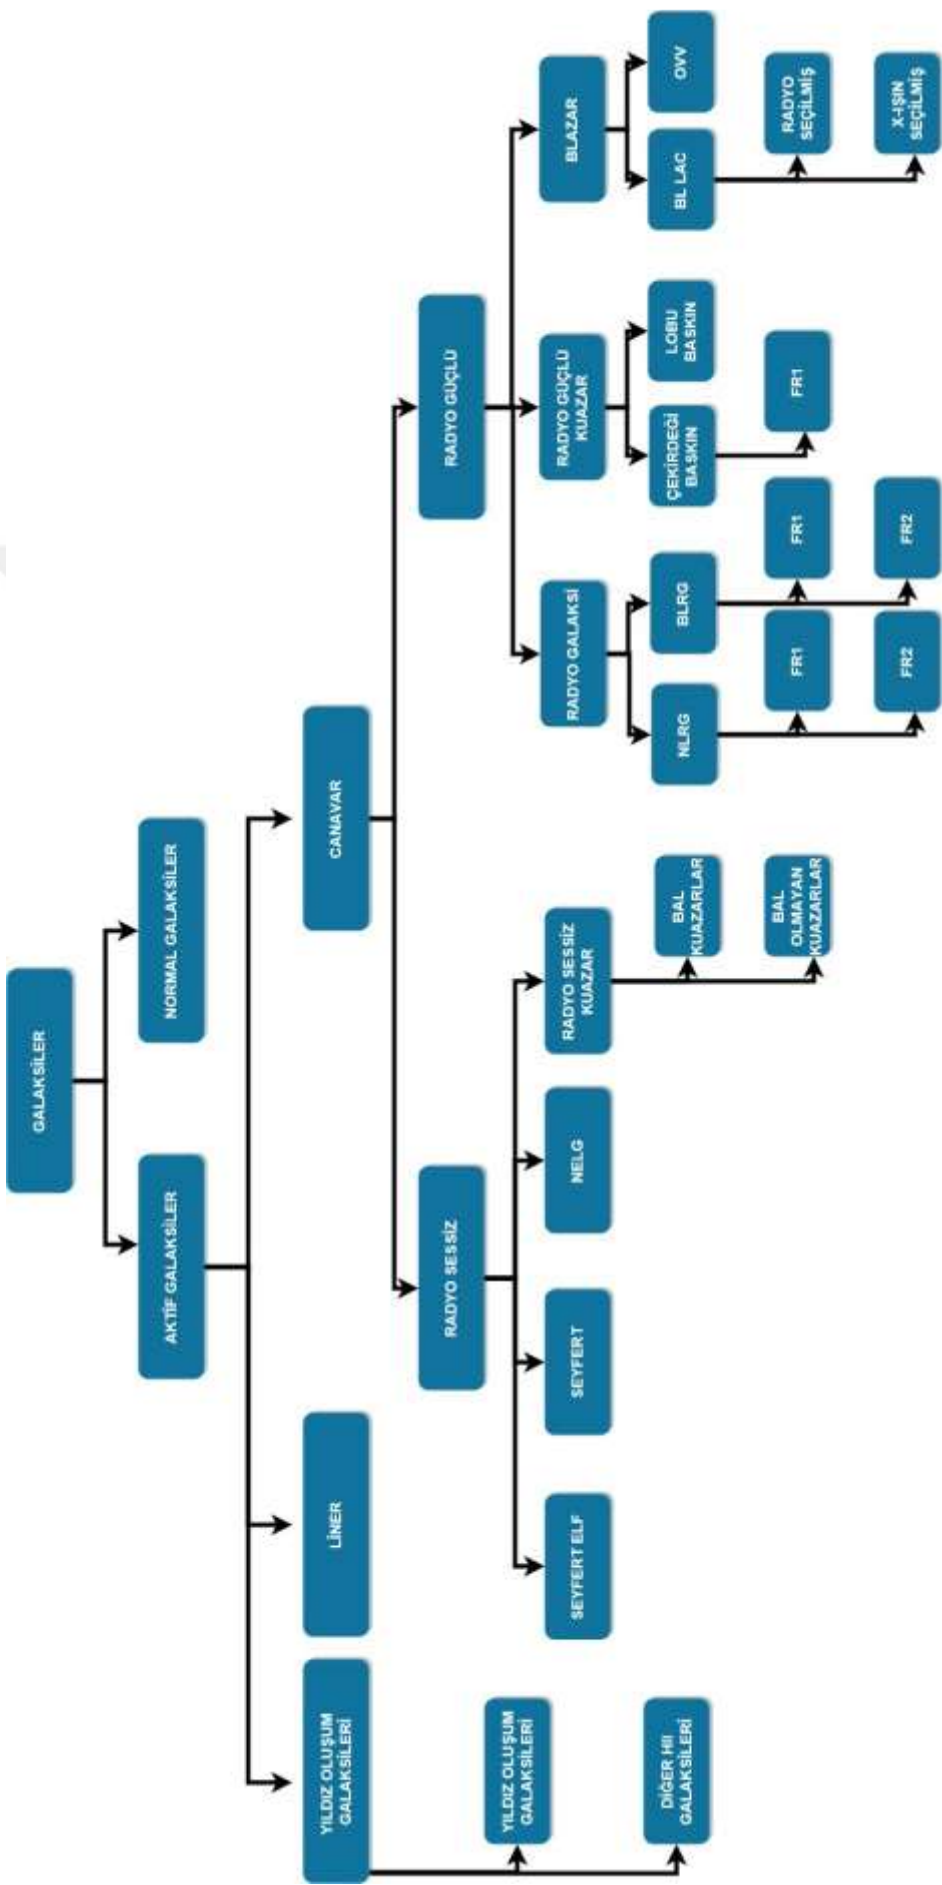 GALAKSİLER
AKTİF GALAKSİLER
NORMAL GALAKSİLER
YILDIZ OLUŞUM
GALAKSİLERİ
LİNER
CANAVAR
RADYO SESSİZ
RADYO GÜÇLÜ
YILDIZ OLUŞUM
GALAKSİLERİ
DİĞER HII
GALAKSİLERİ
SEYFERT ELF
SEYFERT
NELG
RADYO SESSİZ
KUAZAR
BAL
KUAZARLAR
BAL
OLMAYAN
KUAZARLAR
RADYO GALAKSİ
RADYO GÜÇLÜ
KUAZAR
BLAZAR
NLRG
BLRG
ÇEKİRDEĞİ
BASKIN
LOBU
BASKIN
BL LAC
OVV
FR1
FR1
FR1
RADYO
SEÇİLMİŞ
FR2
FR2
X-IŞIN
SEÇİLMİŞ